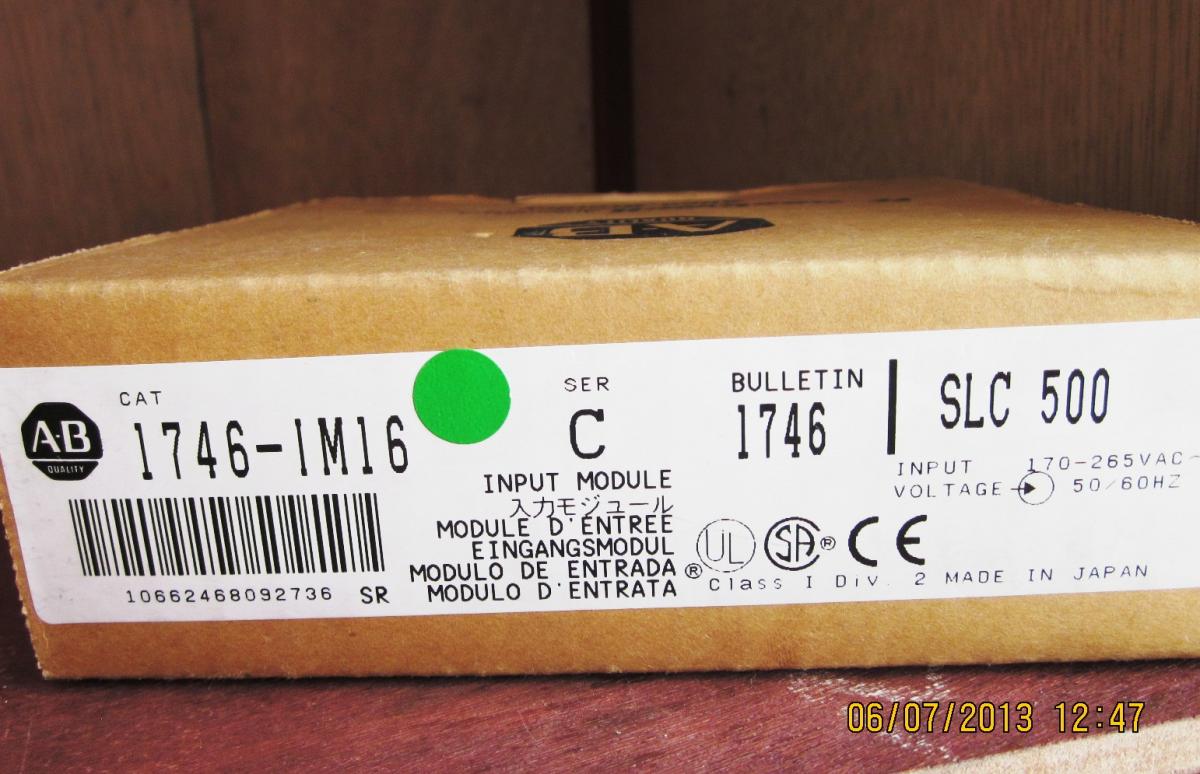 AB
QUALITY
CAT
1746-IM16
SER
C
BULLETIN
1746
SLC 500
INPUT VOLTAGE 170-265VAC~
50/60HZ
INPUT MODULE
入力モジュール
MODULE D'ENTREE
EINGANGSMODUL
MODULO DE ENTRADA
MODULO D'ENTRATA
10662468092736 SR
UL ® SA ® CE
Class I Div. 2 MADE IN JAPAN
A·B
QUALITY
06/07/2013 12:47